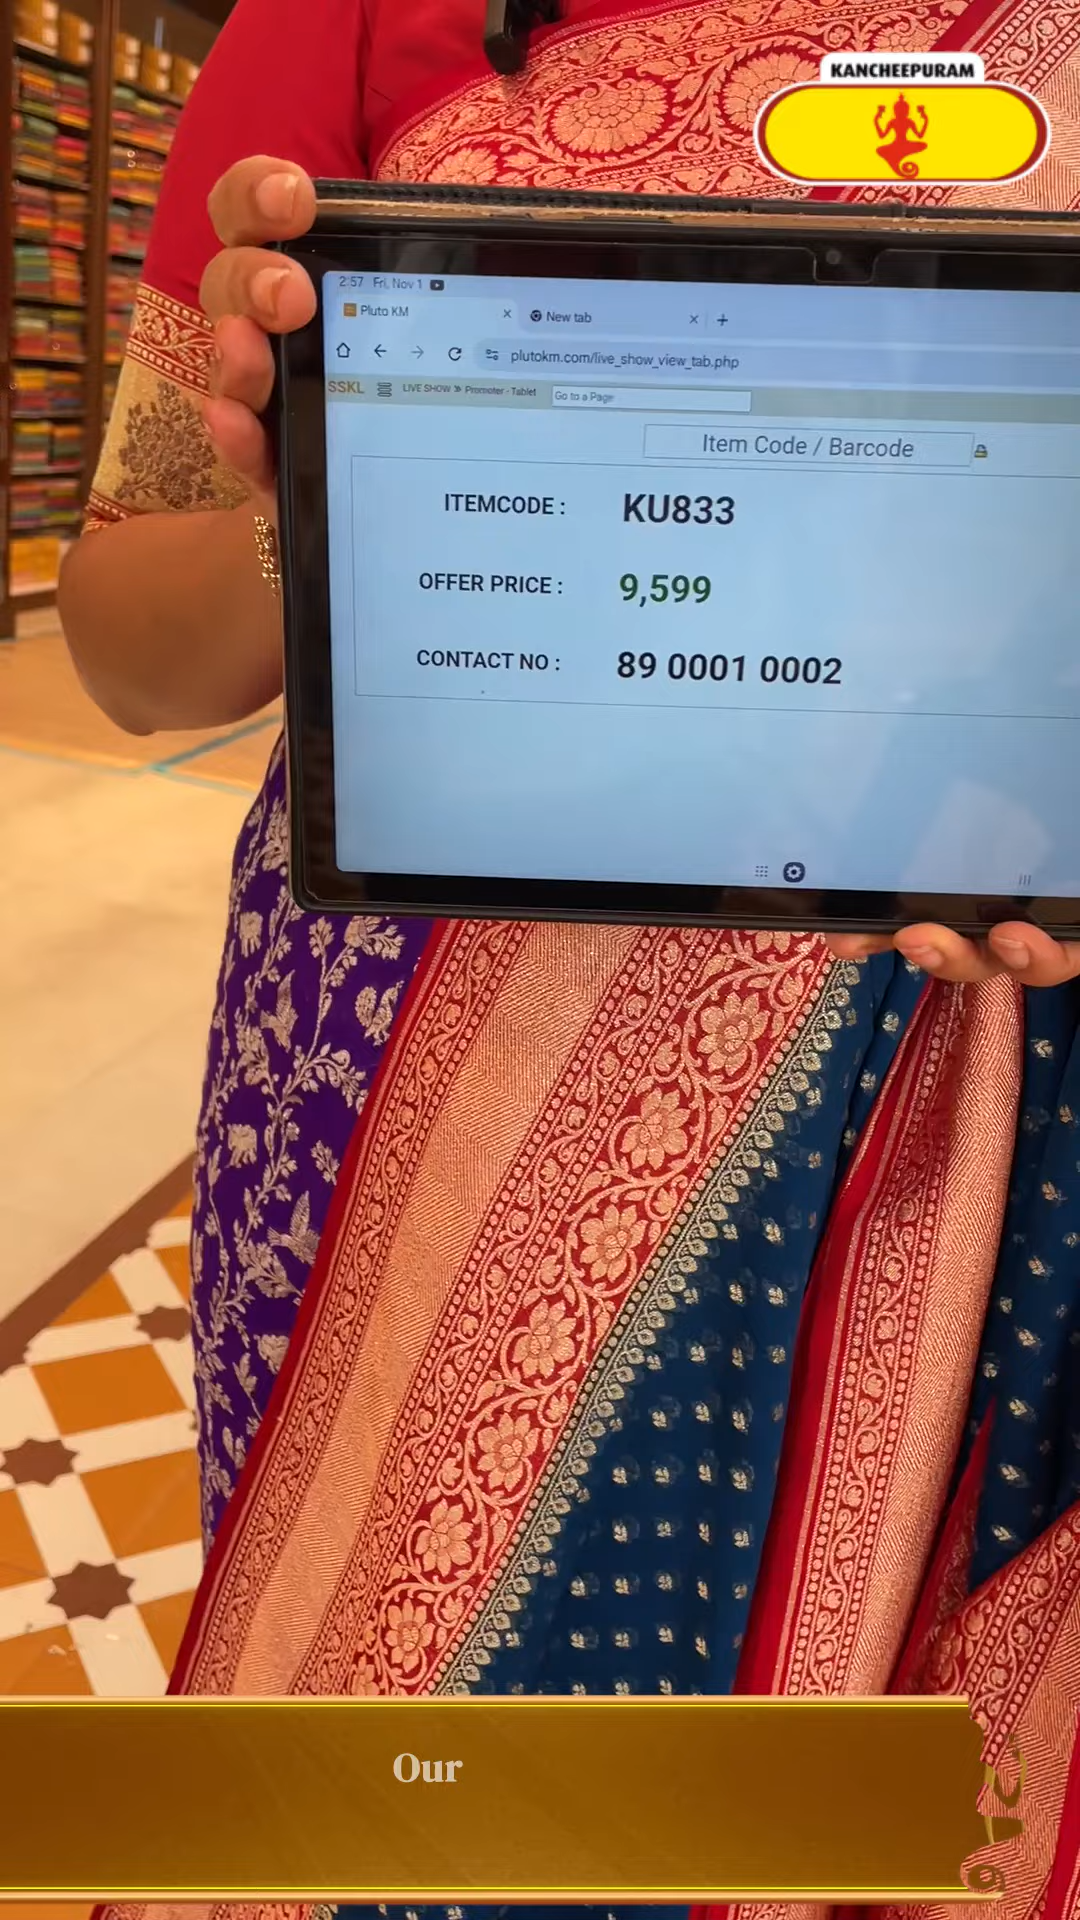 KANCHEEPURAM
2:57 Fri, Nov 1
Pluto KM
New tab
plutokm.com/live_show_view_tab.php
SSKL
LIVE SHOW » Promoter - Tablet
Go to a Page
Item Code / Barcode
ITEMCODE : KU833
OFFER PRICE : 9,599
CONTACT NO : 89 0001 0002
Our